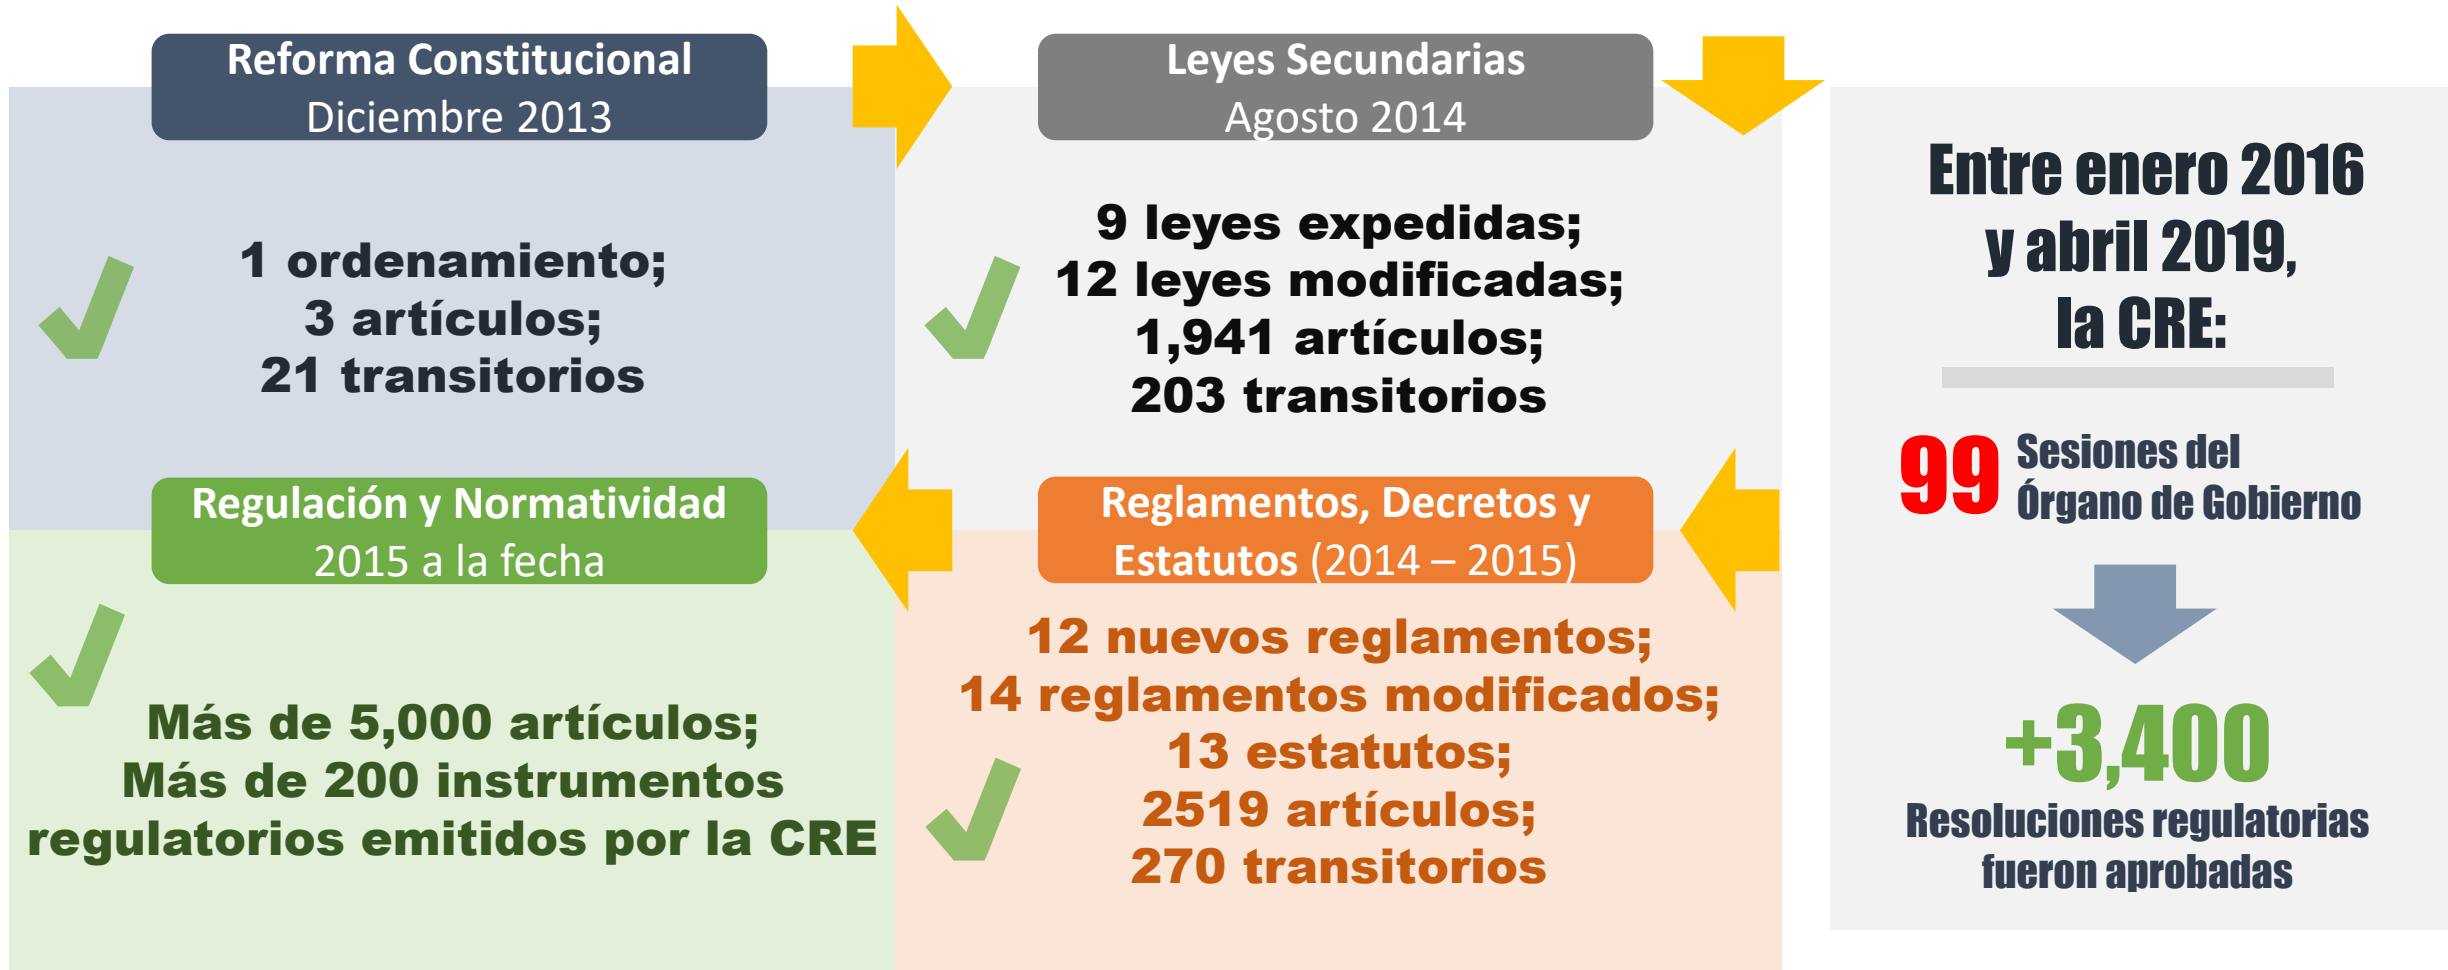 Reforma Constitucional
Diciembre 2013
1 ordenamiento;
3 artículos;
21 transitorios
Leyes Secundarias
Agosto 2014
9 leyes expedidas;
12 leyes modificadas;
1,941 artículos;
203 transitorios
Reglamentos, Decretos y
Estatutos (2014 – 2015)
12 nuevos reglamentos;
14 reglamentos modificados;
13 estatutos;
2519 artículos;
270 transitorios
Regulación y Normatividad
2015 a la fecha
Más de 5,000 artículos;
Más de 200 instrumentos
regulatorios emitidos por la CRE
Entre enero 2016
y abril 2019,
la CRE:
99 Sesiones del
Órgano de Gobierno
+3,400
Resoluciones regulatorias
fueron aprobadas